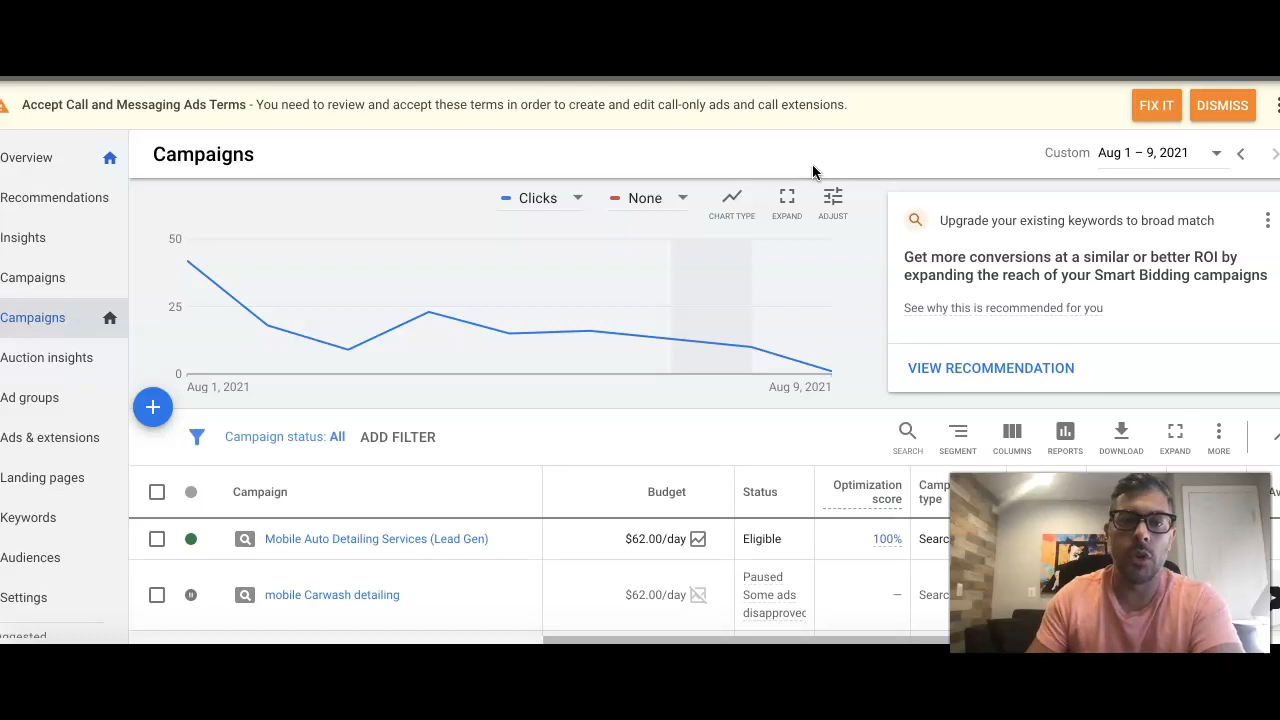 Accept Call and Messaging Ads Terms - You need to review and accept these terms in order to create and edit call-only ads and call extensions.
FIX IT
DISMISS
Overview
Recommendations
Insights
Campaigns
Campaigns
Auction insights
Ad groups
Ads & extensions
Landing pages
Keywords
Audiences
Settings
Campaigns
Custom Aug 1 – 9, 2021
Clicks
None
CHART TYPE
EXPAND
ADJUST
50
25
0
Aug 1, 2021
Aug 9, 2021
Upgrade your existing keywords to broad match
Get more conversions at a similar or better ROI by
expanding the reach of your Smart Bidding campaigns
See why this is recommended for you
VIEW RECOMMENDATION
Campaign status: All ADD FILTER
SEARCH
SEGMENT
COLUMNS
REPORTS
DOWNLOAD
EXPAND
MORE
Campaign
Budget
Status
Optimization
score
Camp
type
Mobile Auto Detailing Services (Lead Gen)
$62.00/day
Eligible
100%
Searc
mobile Carwash detailing
$62.00/day
Paused
Some ads
disapproved
–
Searc